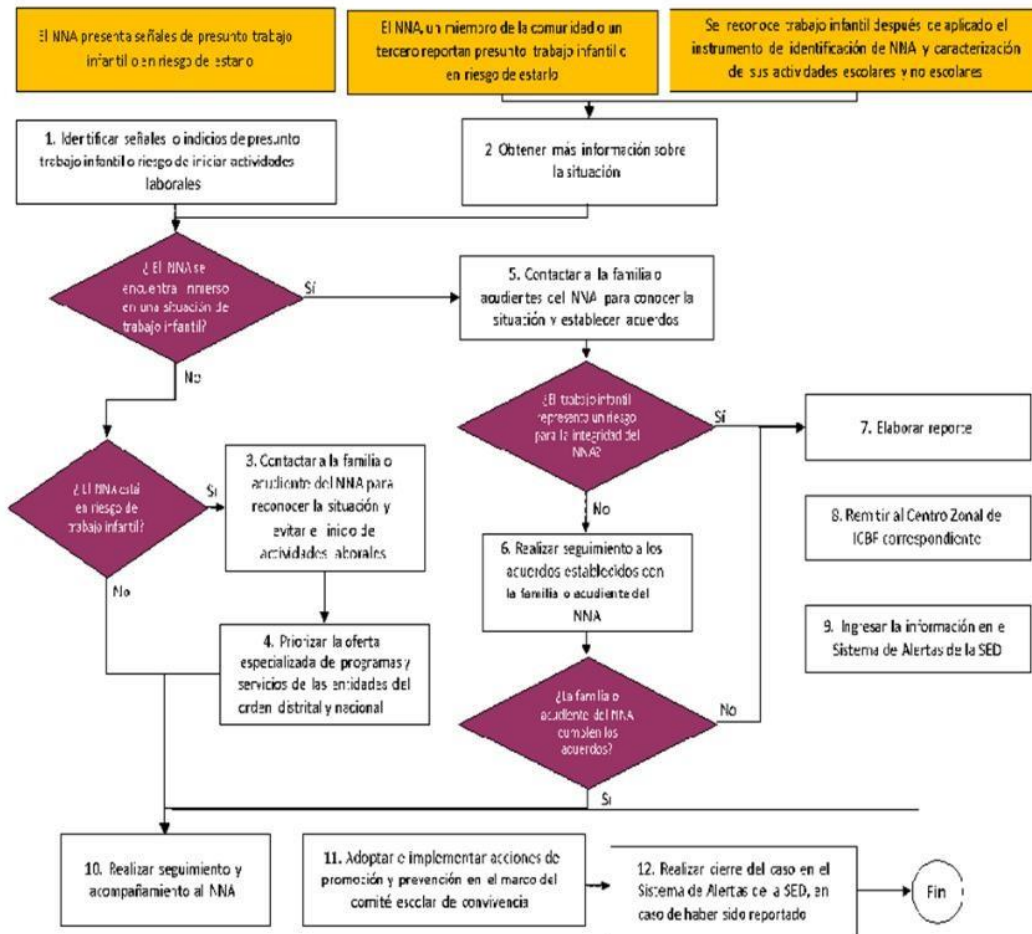 El NNA presenta señales de presunto trabajo
infantil o en riesgo de estarlo
El NNA, un miembro de la comunidad o un
tercero reportan presunto trabajo infantil o
en riesgo de estarlo
Se reconoce trabajo infantil después de aplicado el
instrumento de identificación de NNA y caracterización
de sus actividades escolares y no escolares
1. Identificar señales o indicios de presunto
trabajo infantil o riesgo de iniciar actividades
laborales
2 Obtener más información sobre
la situación
¿El NNA se
encuentra inmerso
en una situación de
trabajo infantil?
Sí
5. Contactar a la familia o
acudientes del NNA para conocer la
situación y establecer acuerdos
No
¿El trabajo infantil
representa un riesgo
para la integridad del
NNA?
Sí
7. Elaborar reporte
¿El NNA está
en riesgo de
trabajo infantil?
Si
3. Contactar a la familia o
acudiente del NNA para
reconocer la situación y
evitar el inicio de
actividades laborales
No
No
6. Realizar seguimiento a los
acuerdos establecidos con
la familia o acudiente del
NNA
8. Remitir al Centro Zonal de
ICBF correspondiente
4. Priorizar la oferta
especializada de programas y
servicios de las entidades del
orden distrital y nacional
9. Ingresar la información en e
Sistema de Alertas de la SED
¿La familia o
acudiente del NNA
cumplen los
acuerdos?
No
Si
10. Realizar seguimiento y
acompañamiento al NNA
11. Adoptar e implementar acciones de
promoción y prevención en el marco del
comité escolar de convivencia
12. Realizar cierre del caso en el
Sistema de Alertas de la SED, en
caso de haber sido reportado
Fin